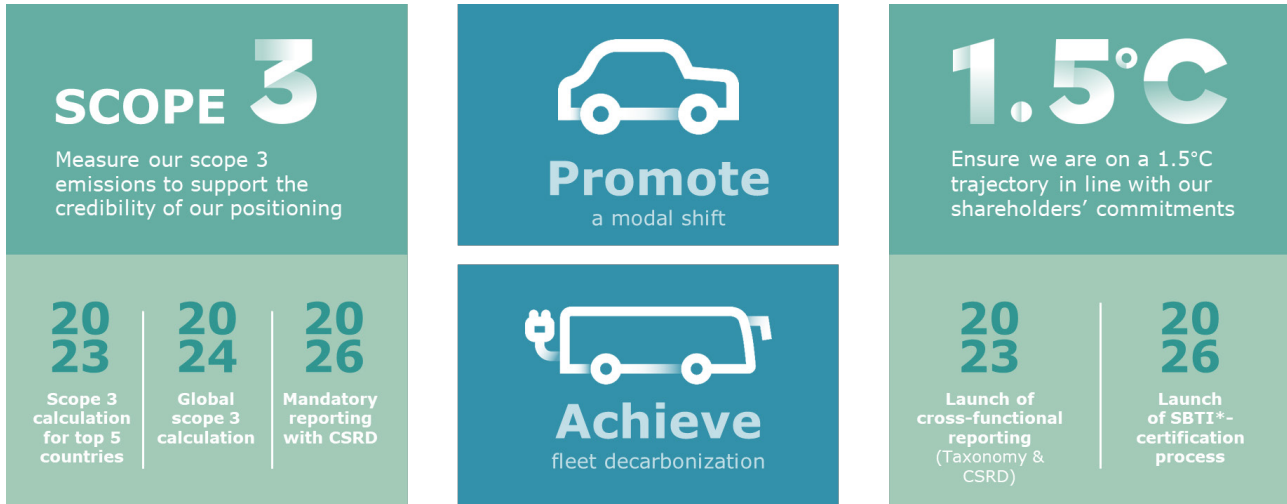 SCOPE 3
Measure our scope 3
emissions to support the
credibility of our positioning
20
23
Scope 3
calculation
for top 5
countries
20
24
Global
scope 3
calculation
20
26
Mandatory
reporting
with CSRD
Promote
a modal shift
Achieve
fleet decarbonization
1.5°C
Ensure we are on a 1.5°C
trajectory in line with our
shareholders’ commitments
20
23
Launch of
cross-functional
reporting
(Taxonomy &
CSRD)
20
26
Launch
of SBTI*-
certification
process